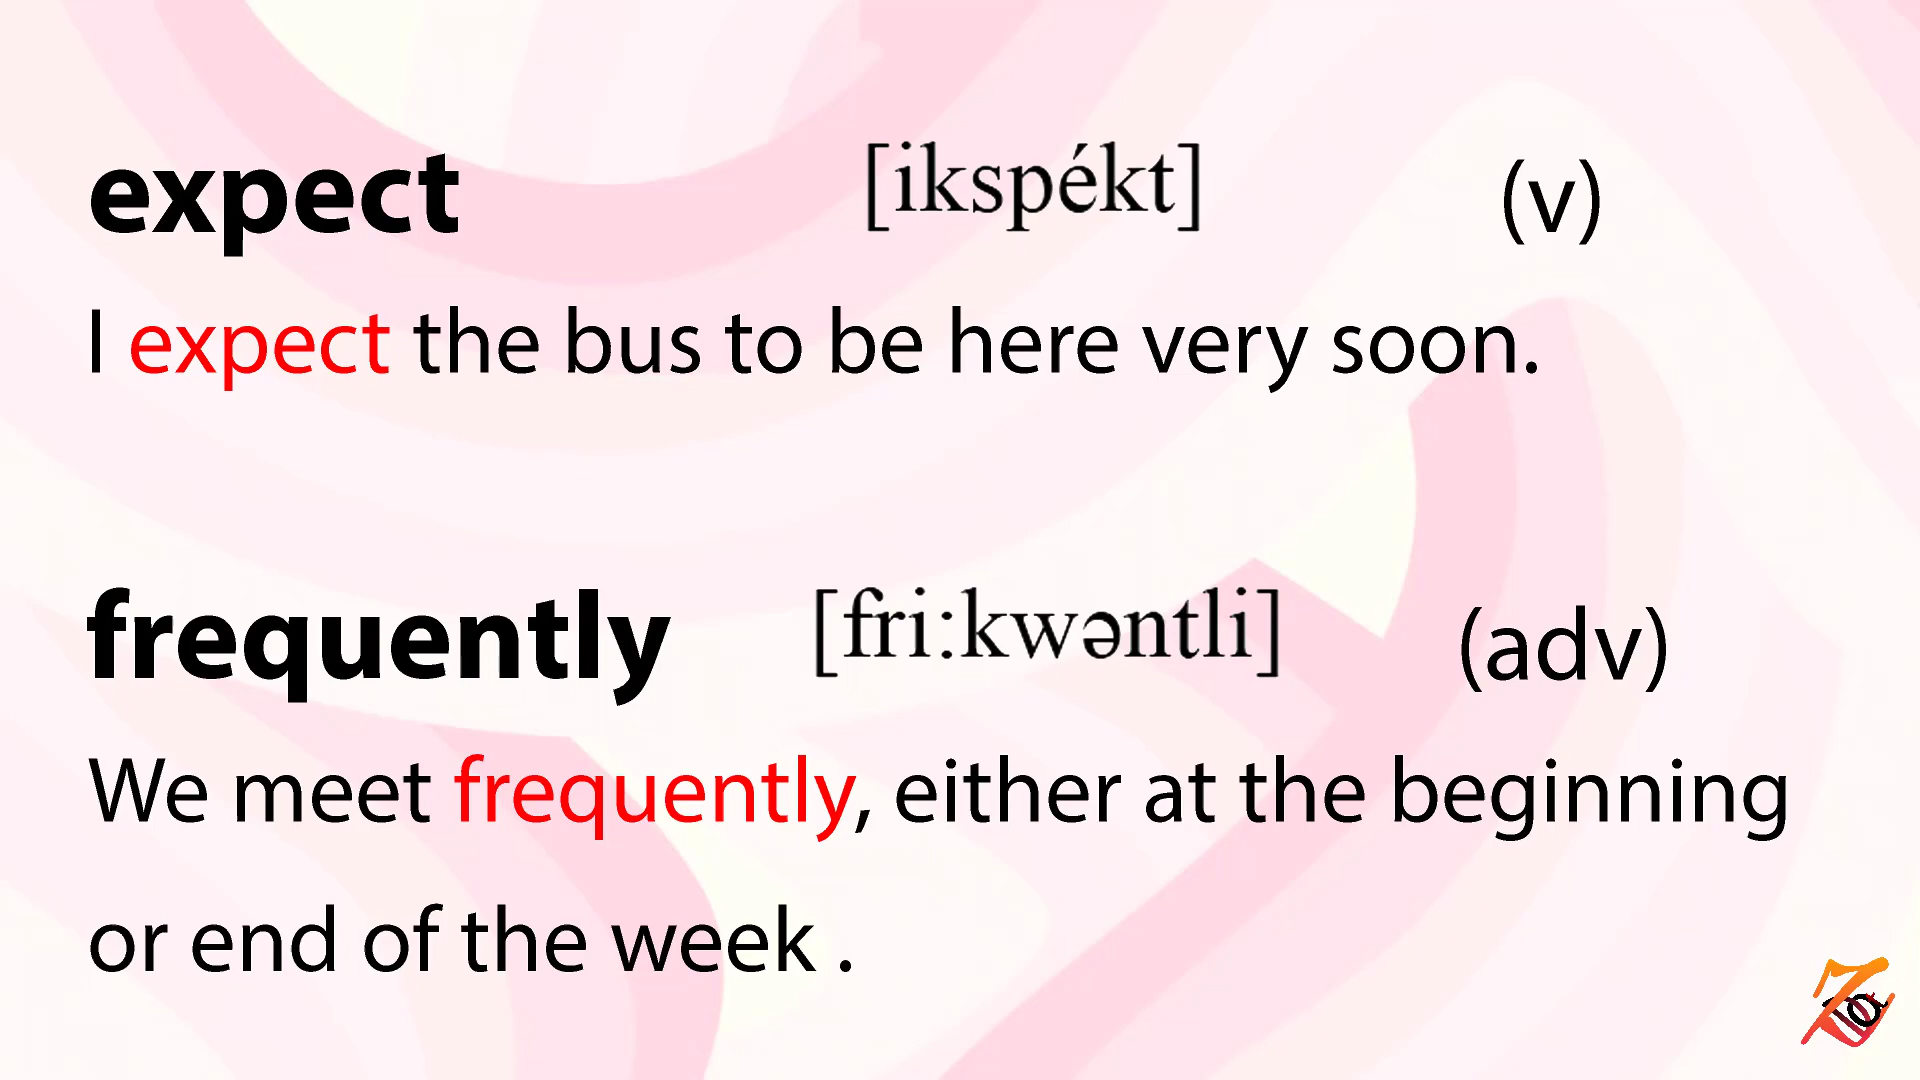 expect [ikspékt] (v)
I expect the bus to be here very soon.
frequently [fri:kwəntli] (adv)
We meet frequently, either at the beginning
or end of the week .